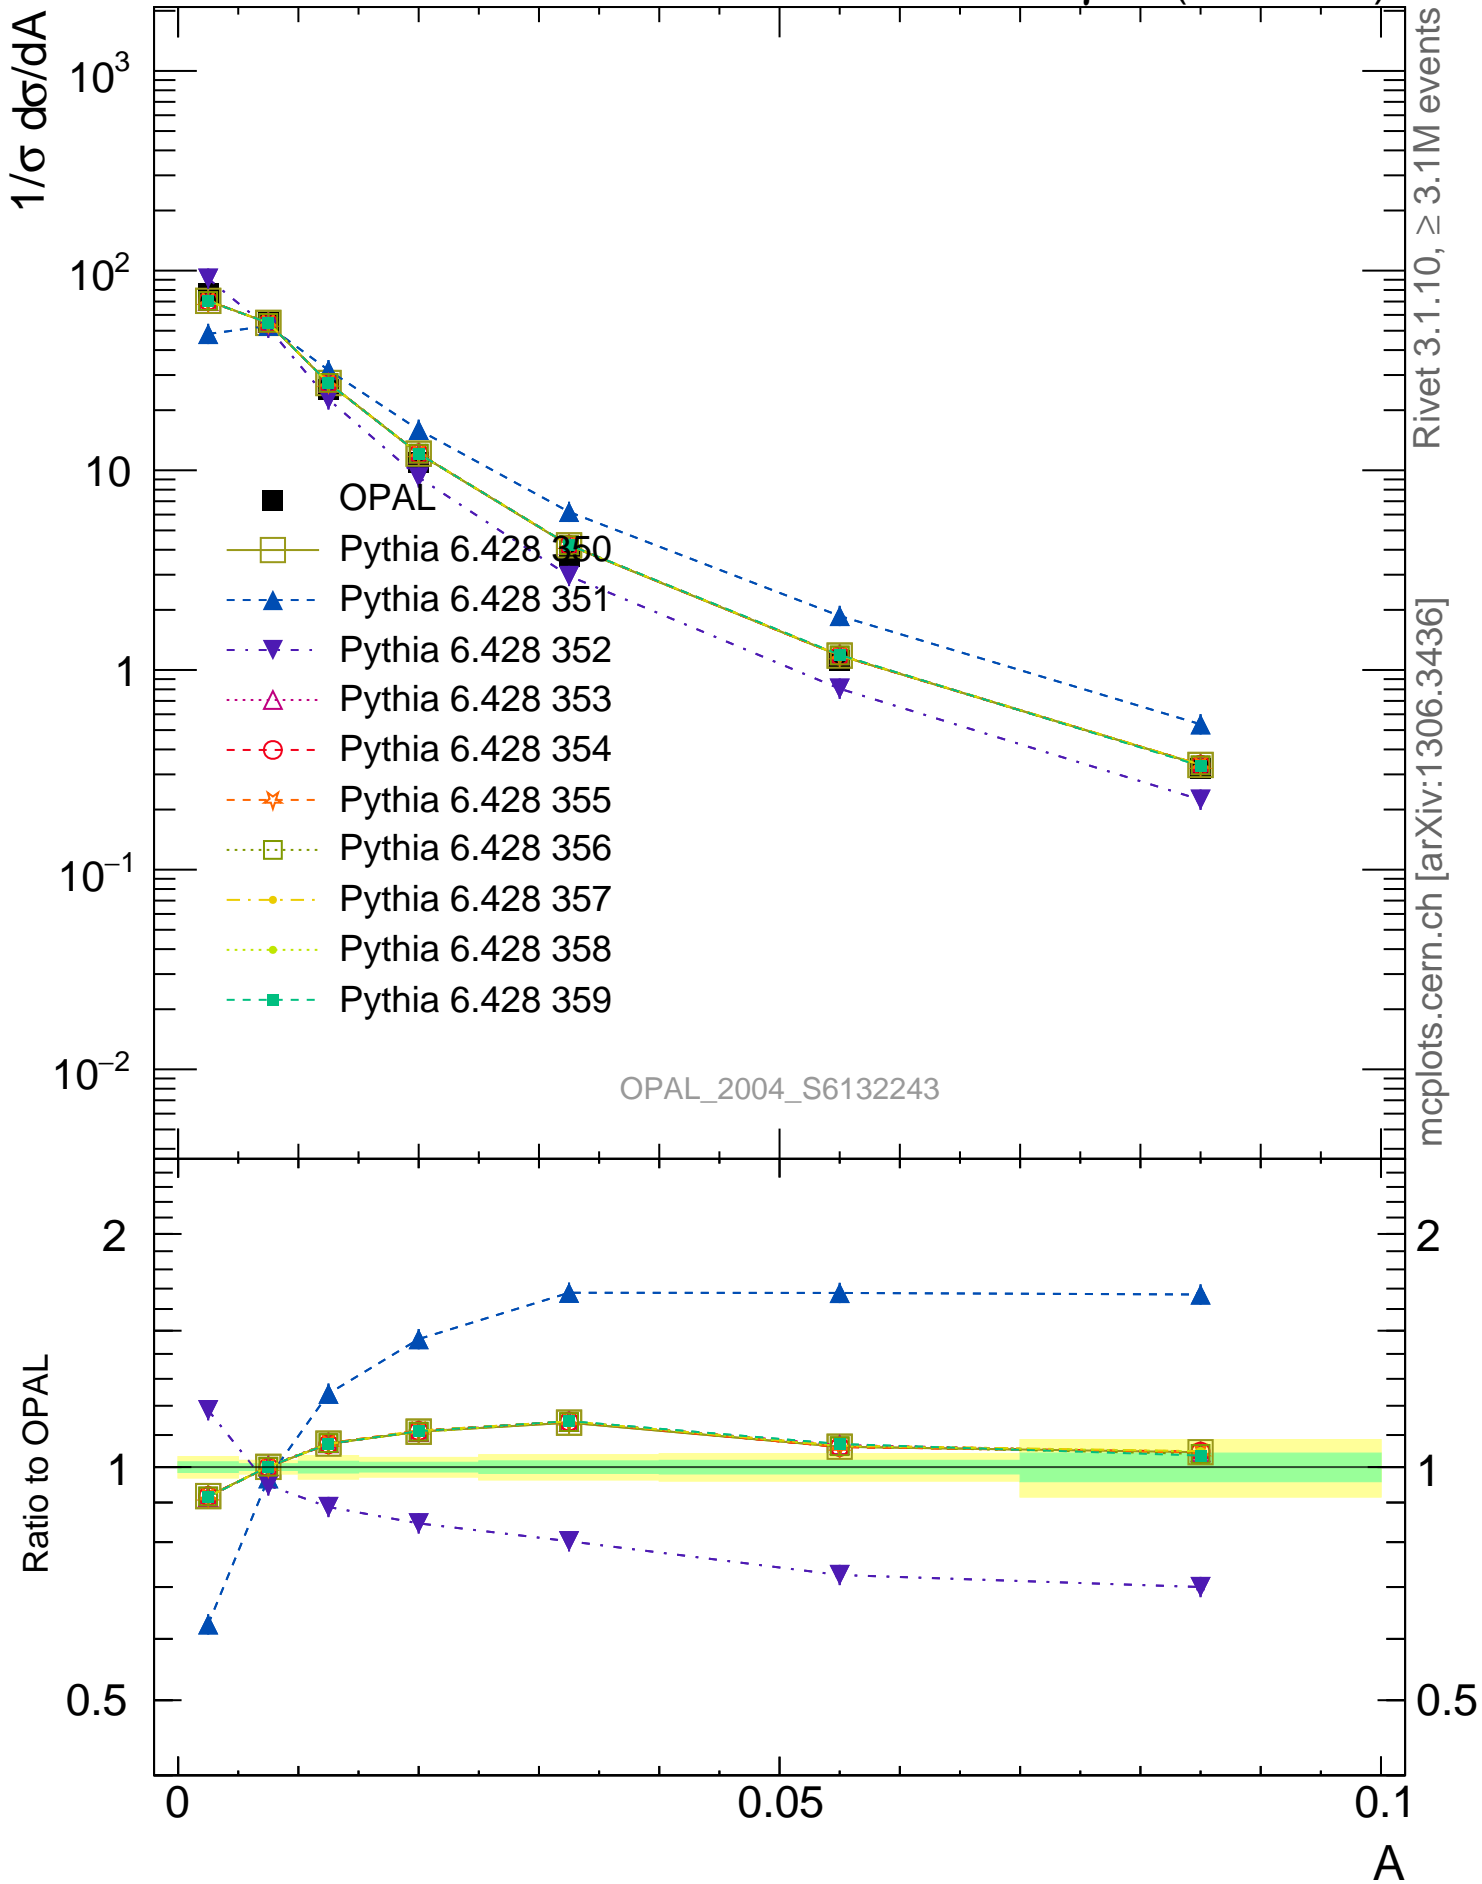 1/σ dσ/dA
10³
10²
10
1
10⁻¹
10⁻²
OPAL
Pythia 6.428 350
Pythia 6.428 351
Pythia 6.428 352
Pythia 6.428 353
Pythia 6.428 354
Pythia 6.428 355
Pythia 6.428 356
Pythia 6.428 357
Pythia 6.428 358
Pythia 6.428 359
OPAL_2004_S6132243
Rivet 3.1.10, ≥ 3.1M events
mcplots.cern.ch [arXiv:1306.3436]
Ratio to OPAL
2
1
0.5
2
1
0.5
0
0.05
0.1
A